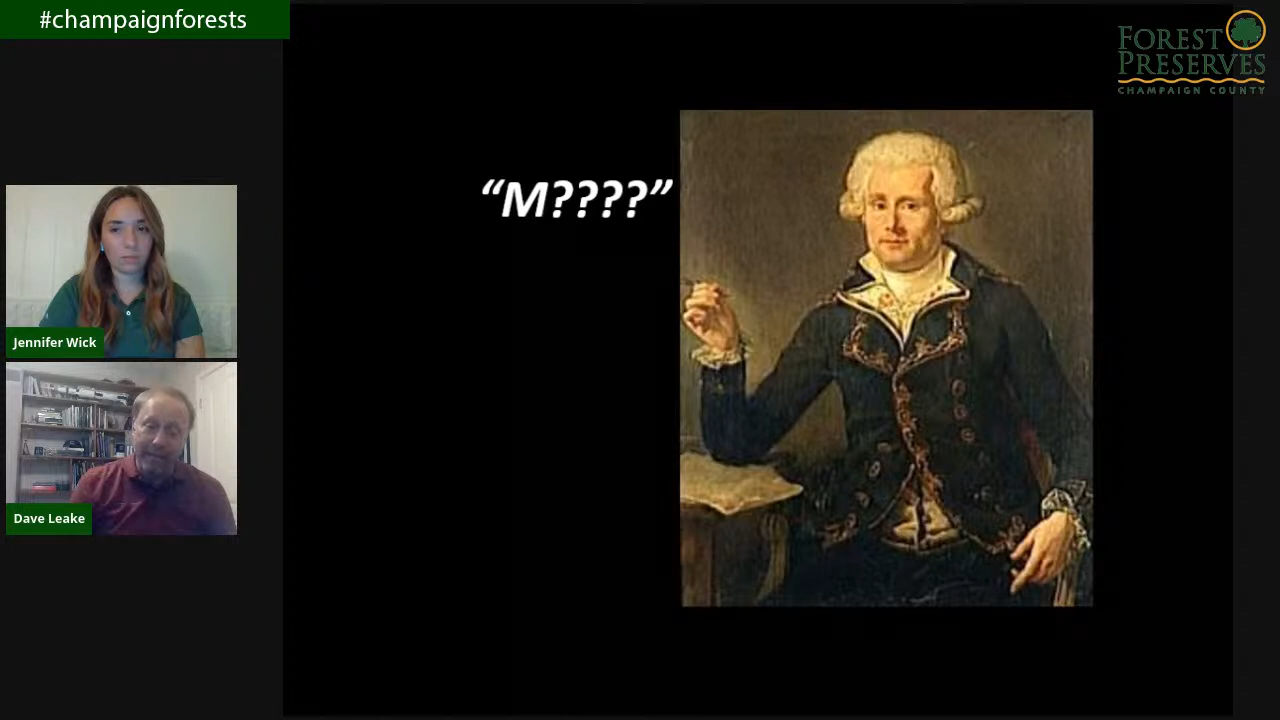 #champaignforests
FOREST
PRESERVES
CHAMPAIGN COUNTY
“M????”
Jennifer Wick
Dave Leake